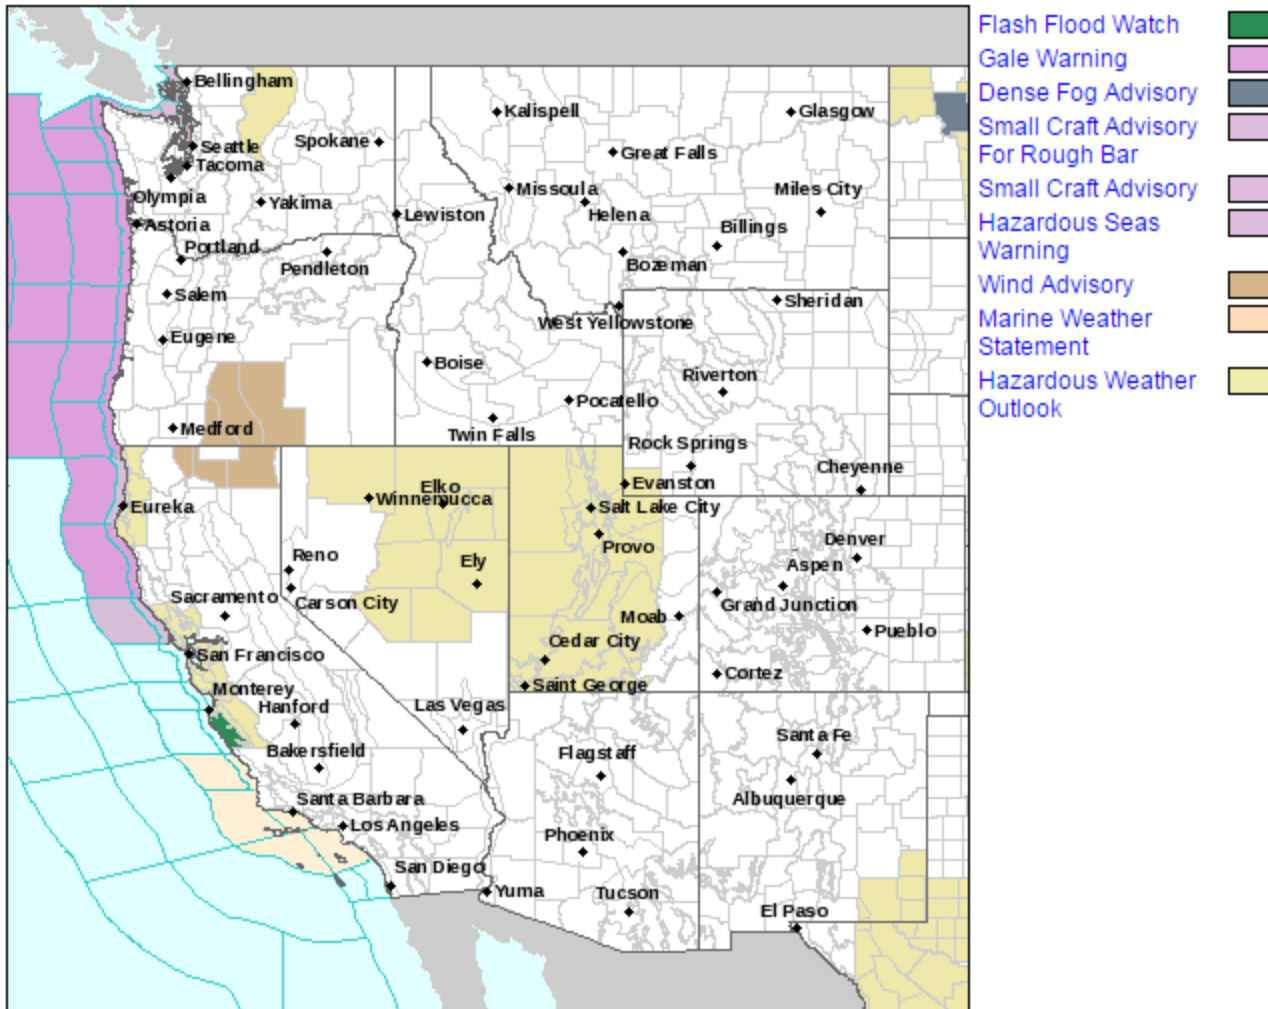 Bellingham
Kalispell
Glasgow
Spokane
Seattle
Great Falls
Tacoma
Missoula
Miles City
Olympia
Yakima
Lewiston
Helena
Astoria
Billings
Portland
Pendleton
Bozeman
Salem
Sheridan
West Yellowstone
Eugene
Boise
Riverton
Pocatello
Medford
Twin Falls
Rock Springs
Cheyenne
Elko
Evanston
Winnemucca
Eureka
Salt Lake City
Denver
Provo
Reno
Ely
Aspen
Sacramento
Carson City
Grand Junction
Moab
Pueblo
Cedar City
San Francisco
Cortez
Monterey
Saint George
Hanford
Las Vegas
Santa Fe
Bakersfield
Flagstaff
Santa Barbara
Albuquerque
Los Angeles
Phoenix
San Diego
Yuma
Tucson
El Paso
Flash Flood Watch
Gale Warning
Dense Fog Advisory
Small Craft Advisory
For Rough Bar
Small Craft Advisory
Hazardous Seas
Warning
Wind Advisory
Marine Weather
Statement
Hazardous Weather
Outlook